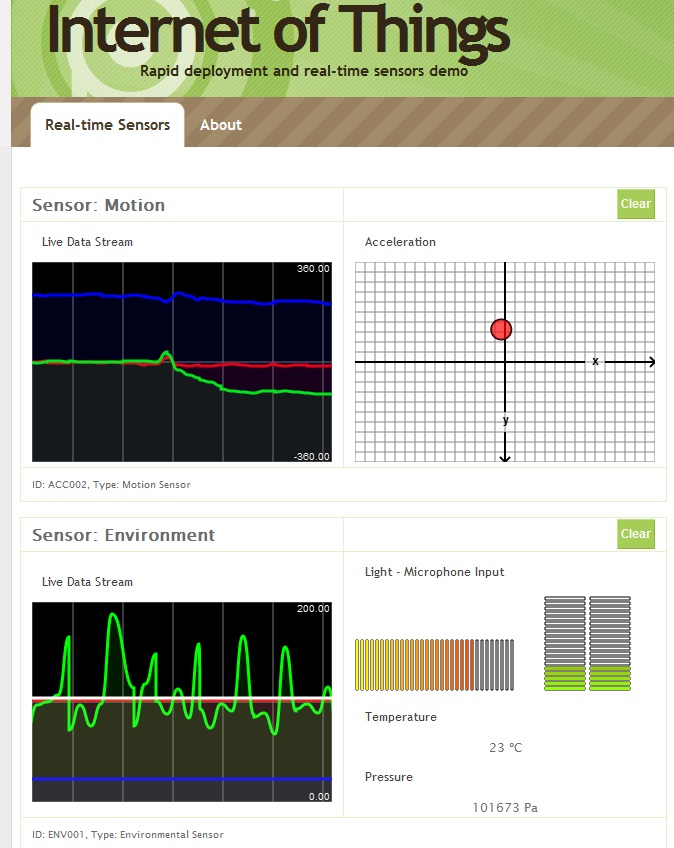 Internet of Things
Rapid deployment and real-time sensors demo
Real-time Sensors
About
Sensor: Motion
Clear
Live Data Stream
Acceleration
360.00
-360.00
x
y
ID: ACC002, Type: Motion Sensor
Sensor: Environment
Clear
Live Data Stream
Light - Microphone Input
200.00
0.00
Temperature
23 °C
Pressure
101673 Pa
ID: ENV001, Type: Environmental Sensor